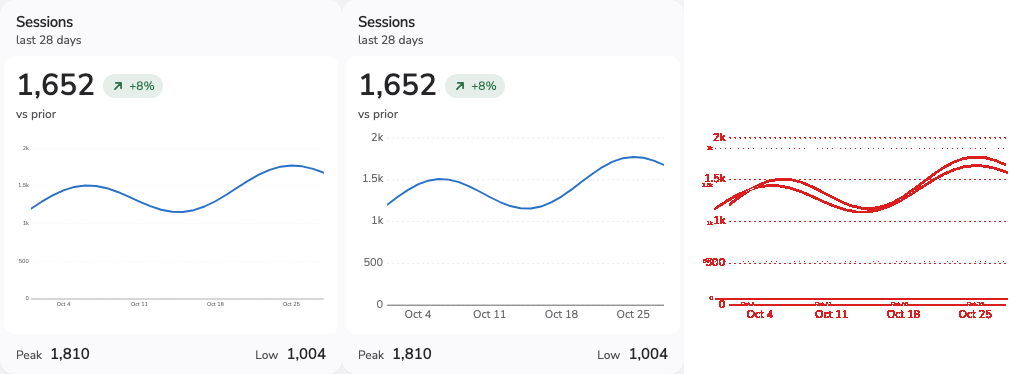 Sessions
last 28 days
1,652 +8%
vs prior
2k
1.5k
1k
500
0
Oct 4 Oct 11 Oct 18 Oct 25
Peak 1,810 Low 1,004
Sessions
last 28 days
1,652 +8%
vs prior
2k
1.5k
1k
500
0
Oct 4 Oct 11 Oct 18 Oct 25
Peak 1,810 Low 1,004
2k
1.5k
1k
500
0
Oct 4 Oct 11 Oct 18 Oct 25